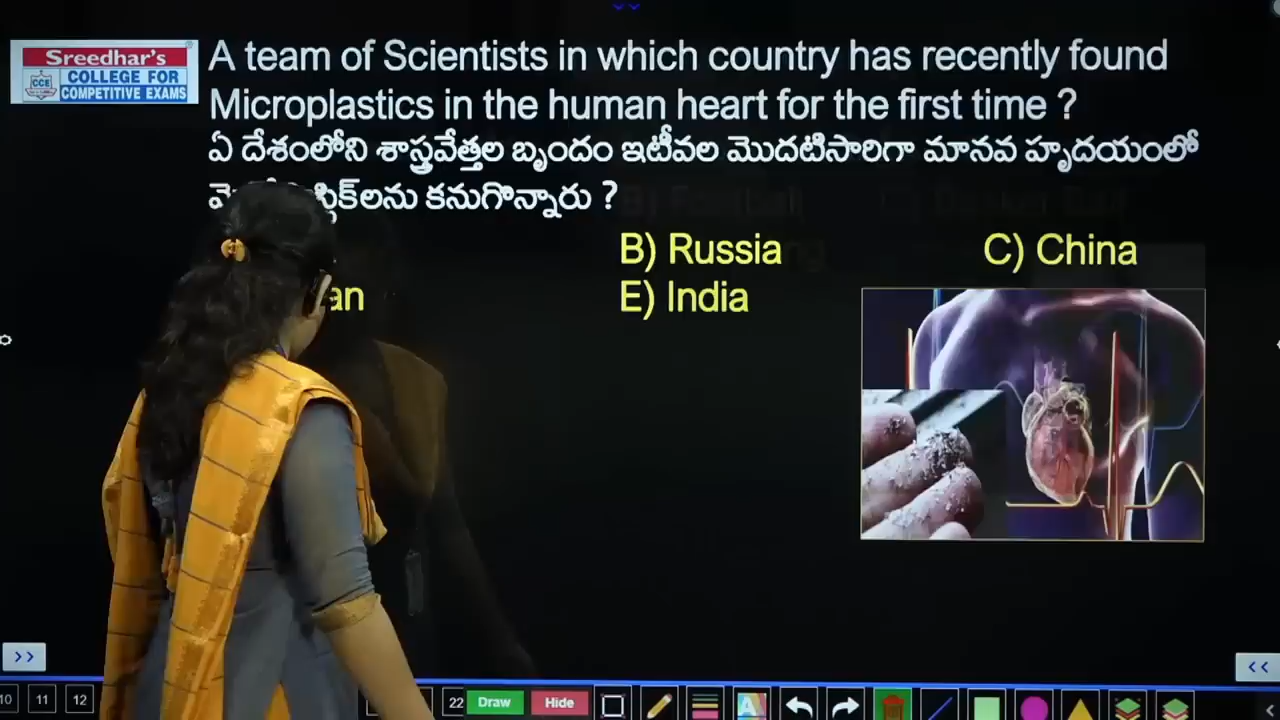 Sreedhar's
CCE
COLLEGE FOR
COMPETITIVE EXAMS
A team of Scientists in which country has recently found
Microplastics in the human heart for the first time ?
ఏ దేశంలోని శాస్త్రవేత్తల బృందం ఇటీవల మొదటిసారిగా మానవ హృదయంలో
కనుగొన్నారు ?
B) Russia
C) China
E) India
>>
<<
10
11
12
22
Draw
Hide